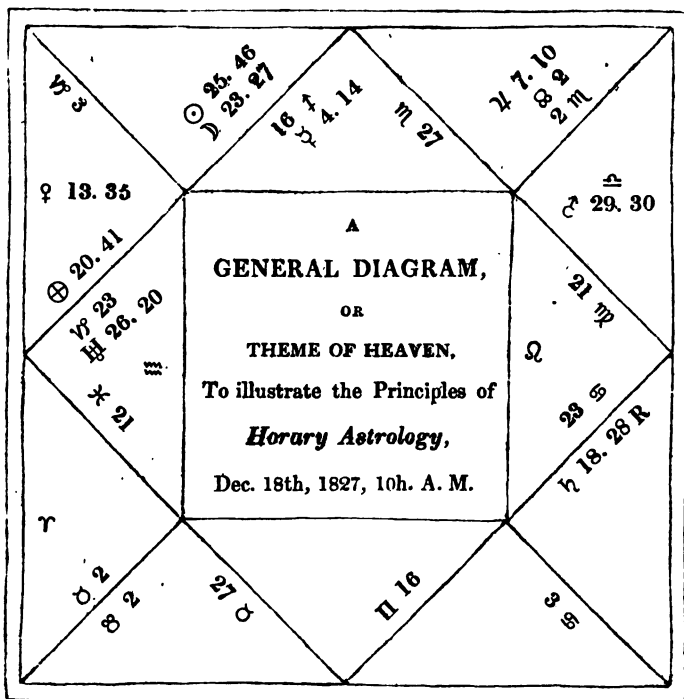 ♑ 3
☉ 25. 46
☽ 23. 27
16 ♐
☿ 4. 14
♏ 27
♃ 7. 10
☊ 2
2 ♏
♀ 13. 35
♎
♂ 29. 30
⊕ 20. 41
♑ 23
♅ 26. 20
♒
♓ 21
A
GENERAL DIAGRAM,
OR
THEME OF HEAVEN,
To illustrate the Principles of
Horary Astrology,
Dec. 18th, 1827, 10h. A. M.
21 ♍
♌
23 ♋
♄ 18. 28 R
♈
♉ 2
☋ 2
27 ♉
♊ 16
3 ♋